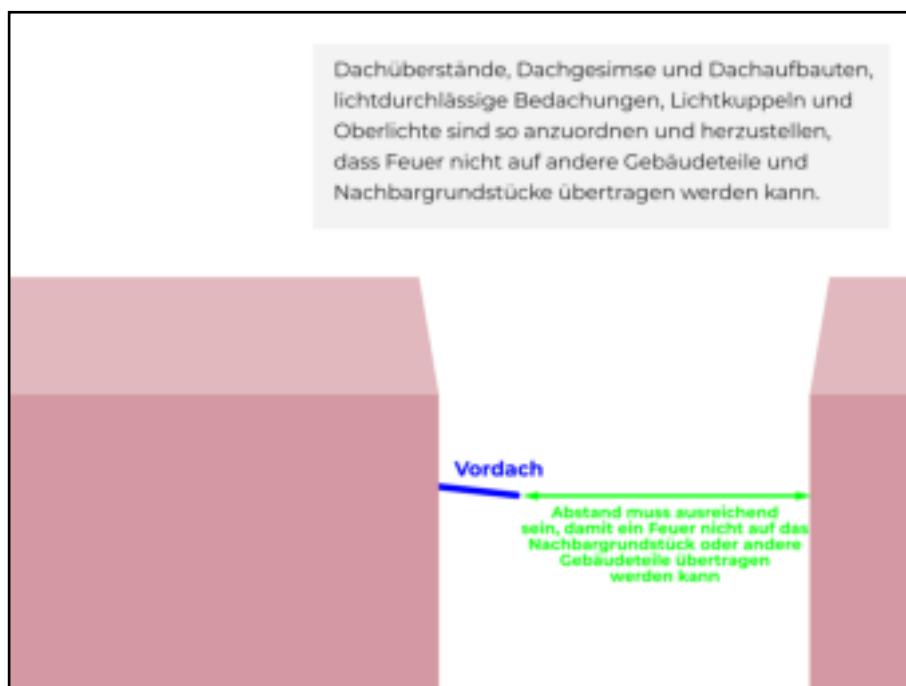 Dachüberstände, Dachgesimse und Dachaufbauten,
lichtdurchlässige Bedachungen, Lichtkuppeln und
Oberlichte sind so anzuordnen und herzustellen,
dass Feuer nicht auf andere Gebäudeteile und
Nachbargrundstücke übertragen werden kann.
Vordach
Abstand muss ausreichend
sein, damit ein Feuer nicht auf das
Nachbargrundstück oder andere
Gebäudeteile übertragen
werden kann